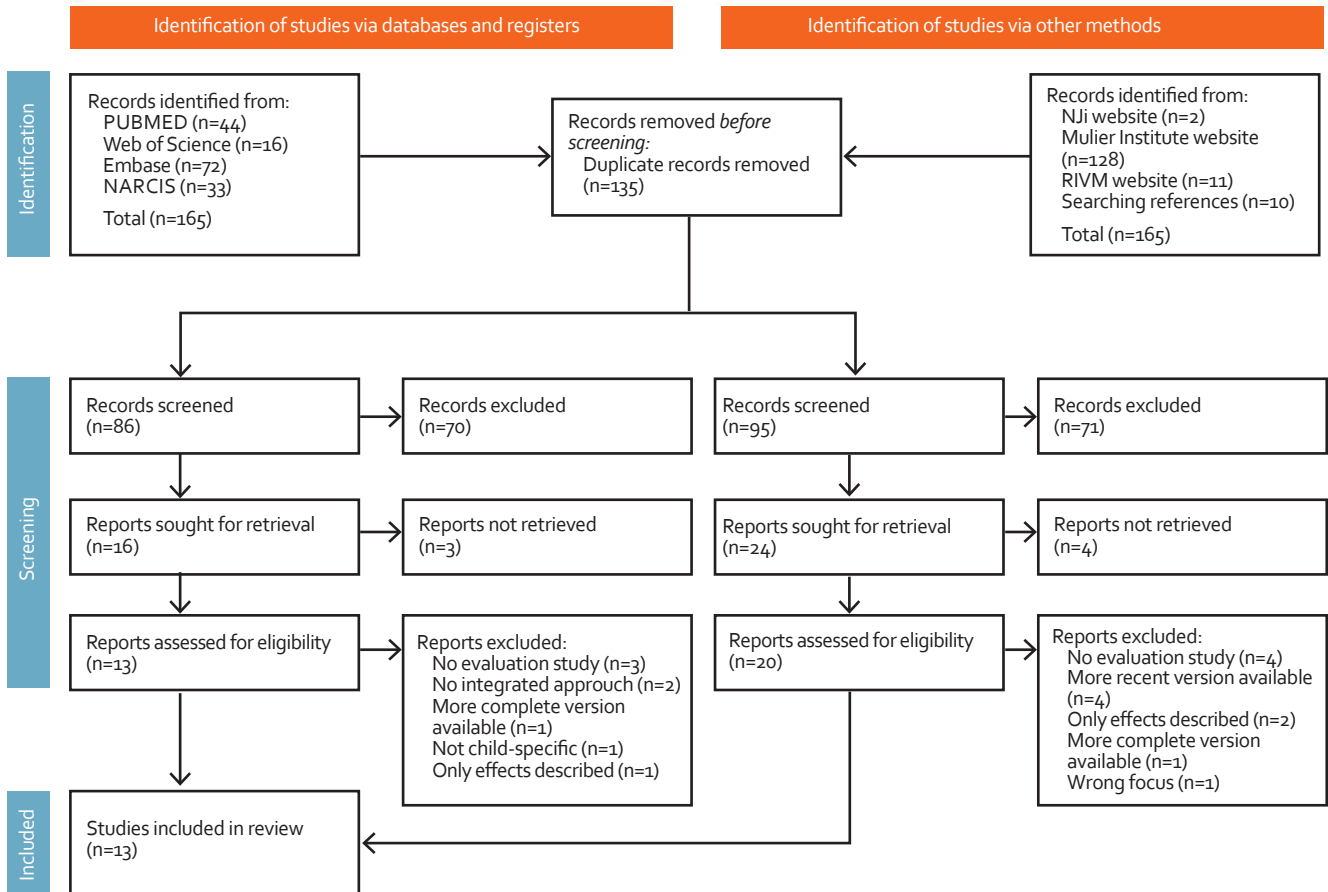 Identification of studies via databases and registers
Identification of studies via other methods
Identification
Records identified from:
PUBMED (n=44)
Web of Science (n=16)
Embase (n=72)
NARCIS (n=33)
Total (n=165)
Records removed before
screening:
Duplicate records removed
(n=135)
Records identified from:
NJi website (n=2)
Mulier Institute website
(n=128)
RIVM website (n=11)
Searching references (n=10)
Total (n=165)
Screening
Records screened
(n=86)
Records excluded
(n=70)
Records screened
(n=95)
Records excluded
(n=71)
Reports sought for retrieval
(n=16)
Reports not retrieved
(n=3)
Reports sought for retrieval
(n=24)
Reports not retrieved
(n=4)
Reports assessed for eligibility
(n=13)
Reports excluded:
No evaluation study (n=3)
No integrated approuch (n=2)
More complete version
available (n=1)
Not child-specific (n=1)
Only effects described (n=1)
Reports assessed for eligibility
(n=20)
Reports excluded:
No evaluation study (n=4)
More recent version available
(n=4)
Only effects described (n=2)
More complete version
available (n=1)
Wrong focus (n=1)
Included
Studies included in review
(n=13)